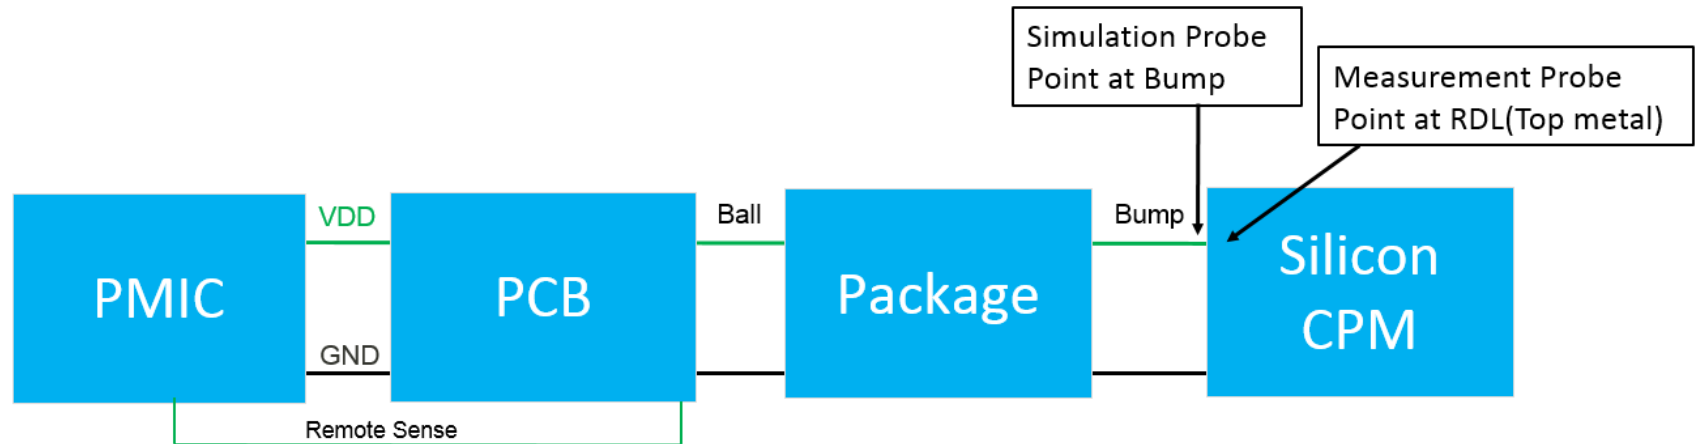 Simulation Probe
Point at Bump
Measurement Probe
Point at RDL(Top metal)
PMIC
VDD
GND
PCB
Ball
Package
Bump
Silicon
CPM
Remote Sense